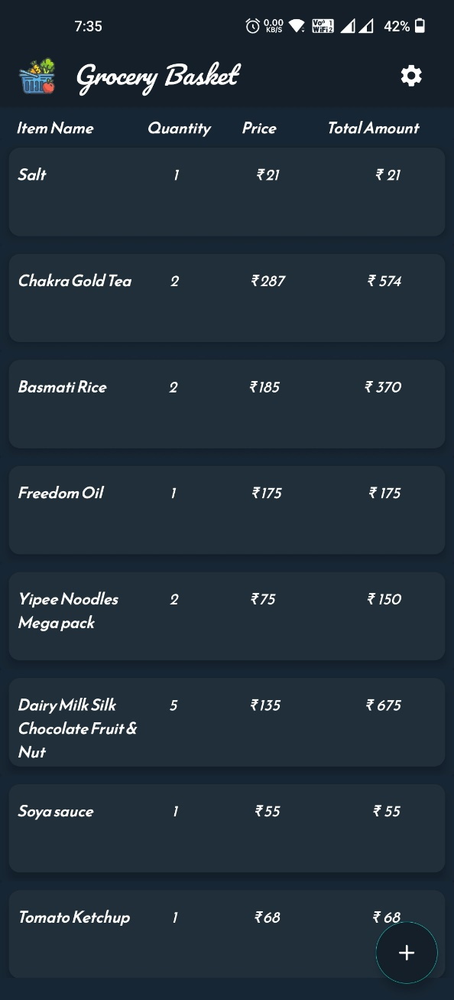 7:35 0.00 KB/S Vo 1 WiFi 2 42%
Grocery Basket
Item Name Quantity Price Total Amount
Salt 1 ₹21 ₹ 21
Chakra Gold Tea 2 ₹287 ₹ 574
Basmati Rice 2 ₹185 ₹ 370
Freedom Oil 1 ₹175 ₹ 175
Yipee Noodles 2 ₹75 ₹ 150
Mega pack
Dairy Milk Silk 5 ₹135 ₹ 675
Chocolate Fruit &
Nut
Soya sauce 1 ₹55 ₹ 55
Tomato Ketchup 1 ₹68 ₹ 68
+